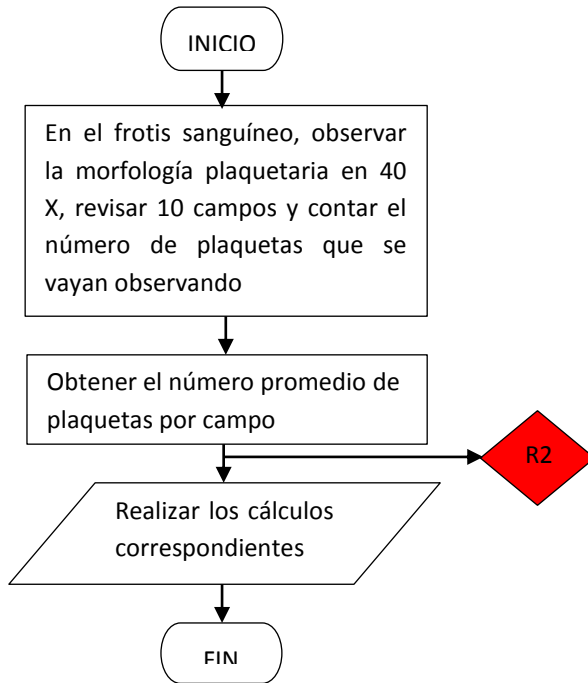 INICIO
En el frotis sanguíneo, observar
la morfología plaquetaria en 40
X, revisar 10 campos y contar el
número de plaquetas que se
vayan observando
Obtener el número promedio de
plaquetas por campo
R2
Realizar los cálculos
correspondientes
FIN